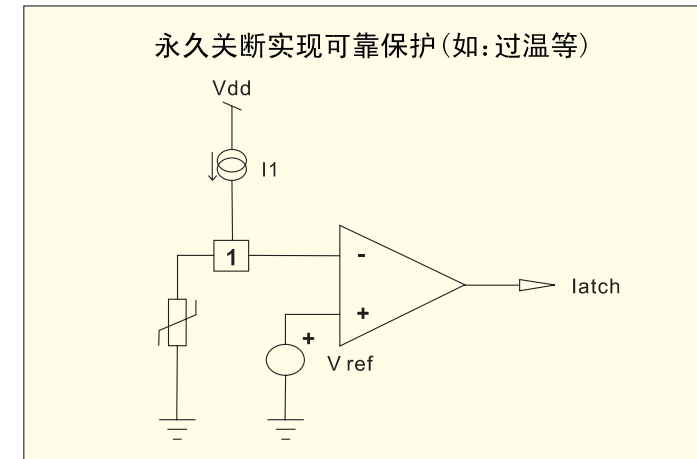 永久关断实现可靠保护(如:过温等)
Vdd
I1
1
-
+
+
V ref
latch